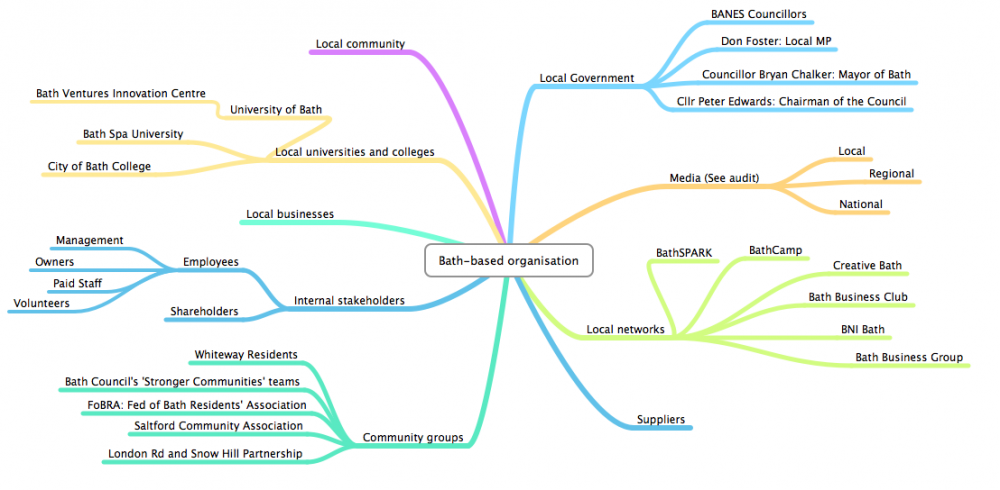 Bath-based organisation
Local community
Local universities and colleges
University of Bath
Bath Ventures Innovation Centre
Bath Spa University
City of Bath College
Local businesses
Internal stakeholders
Employees
Management
Owners
Paid Staff
Volunteers
Shareholders
Community groups
Whiteway Residents
Bath Council's 'Stronger Communities' teams
FoBRA: Fed of Bath Residents' Association
Saltford Community Association
London Rd and Snow Hill Partnership
Local Government
BANES Councillors
Don Foster: Local MP
Councillor Bryan Chalker: Mayor of Bath
Cllr Peter Edwards: Chairman of the Council
Media (See audit)
Local
Regional
National
Local networks
BathSPARK
BathCamp
Creative Bath
Bath Business Club
BNI Bath
Bath Business Group
Suppliers